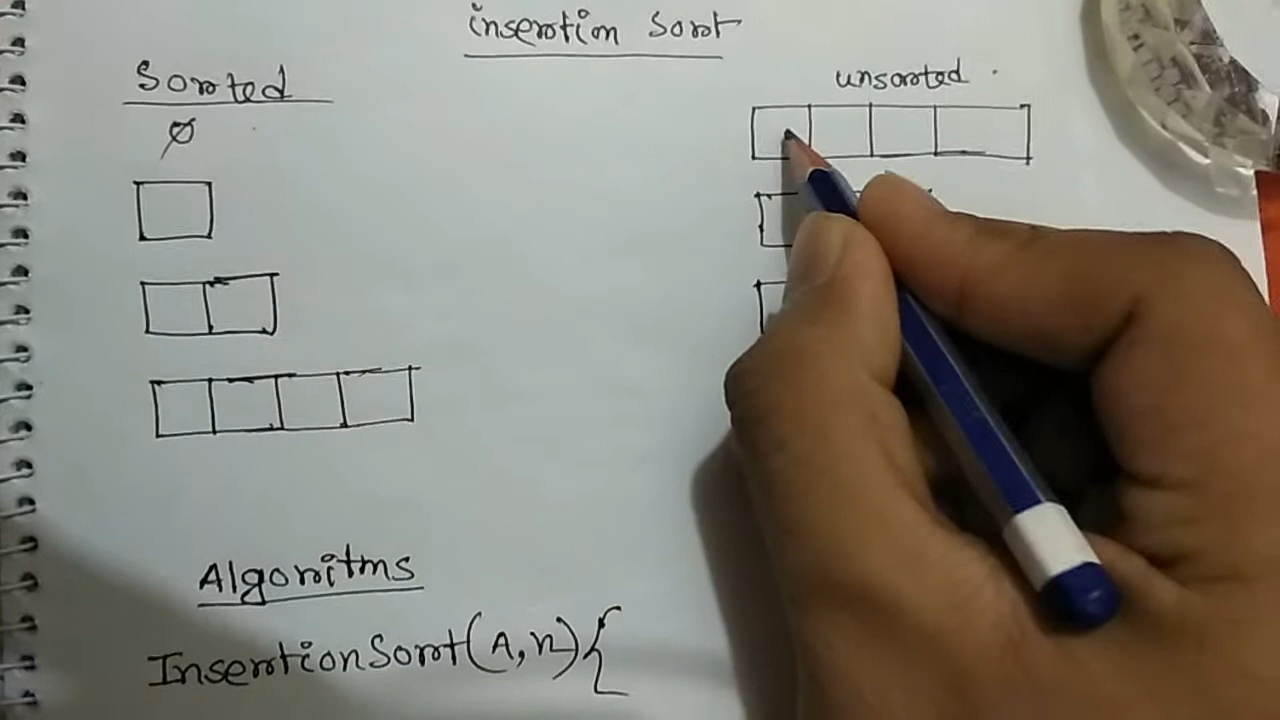 insertion sort
Sorted
unsorted
Ø
Algoritms
InsertionSort(A,n){